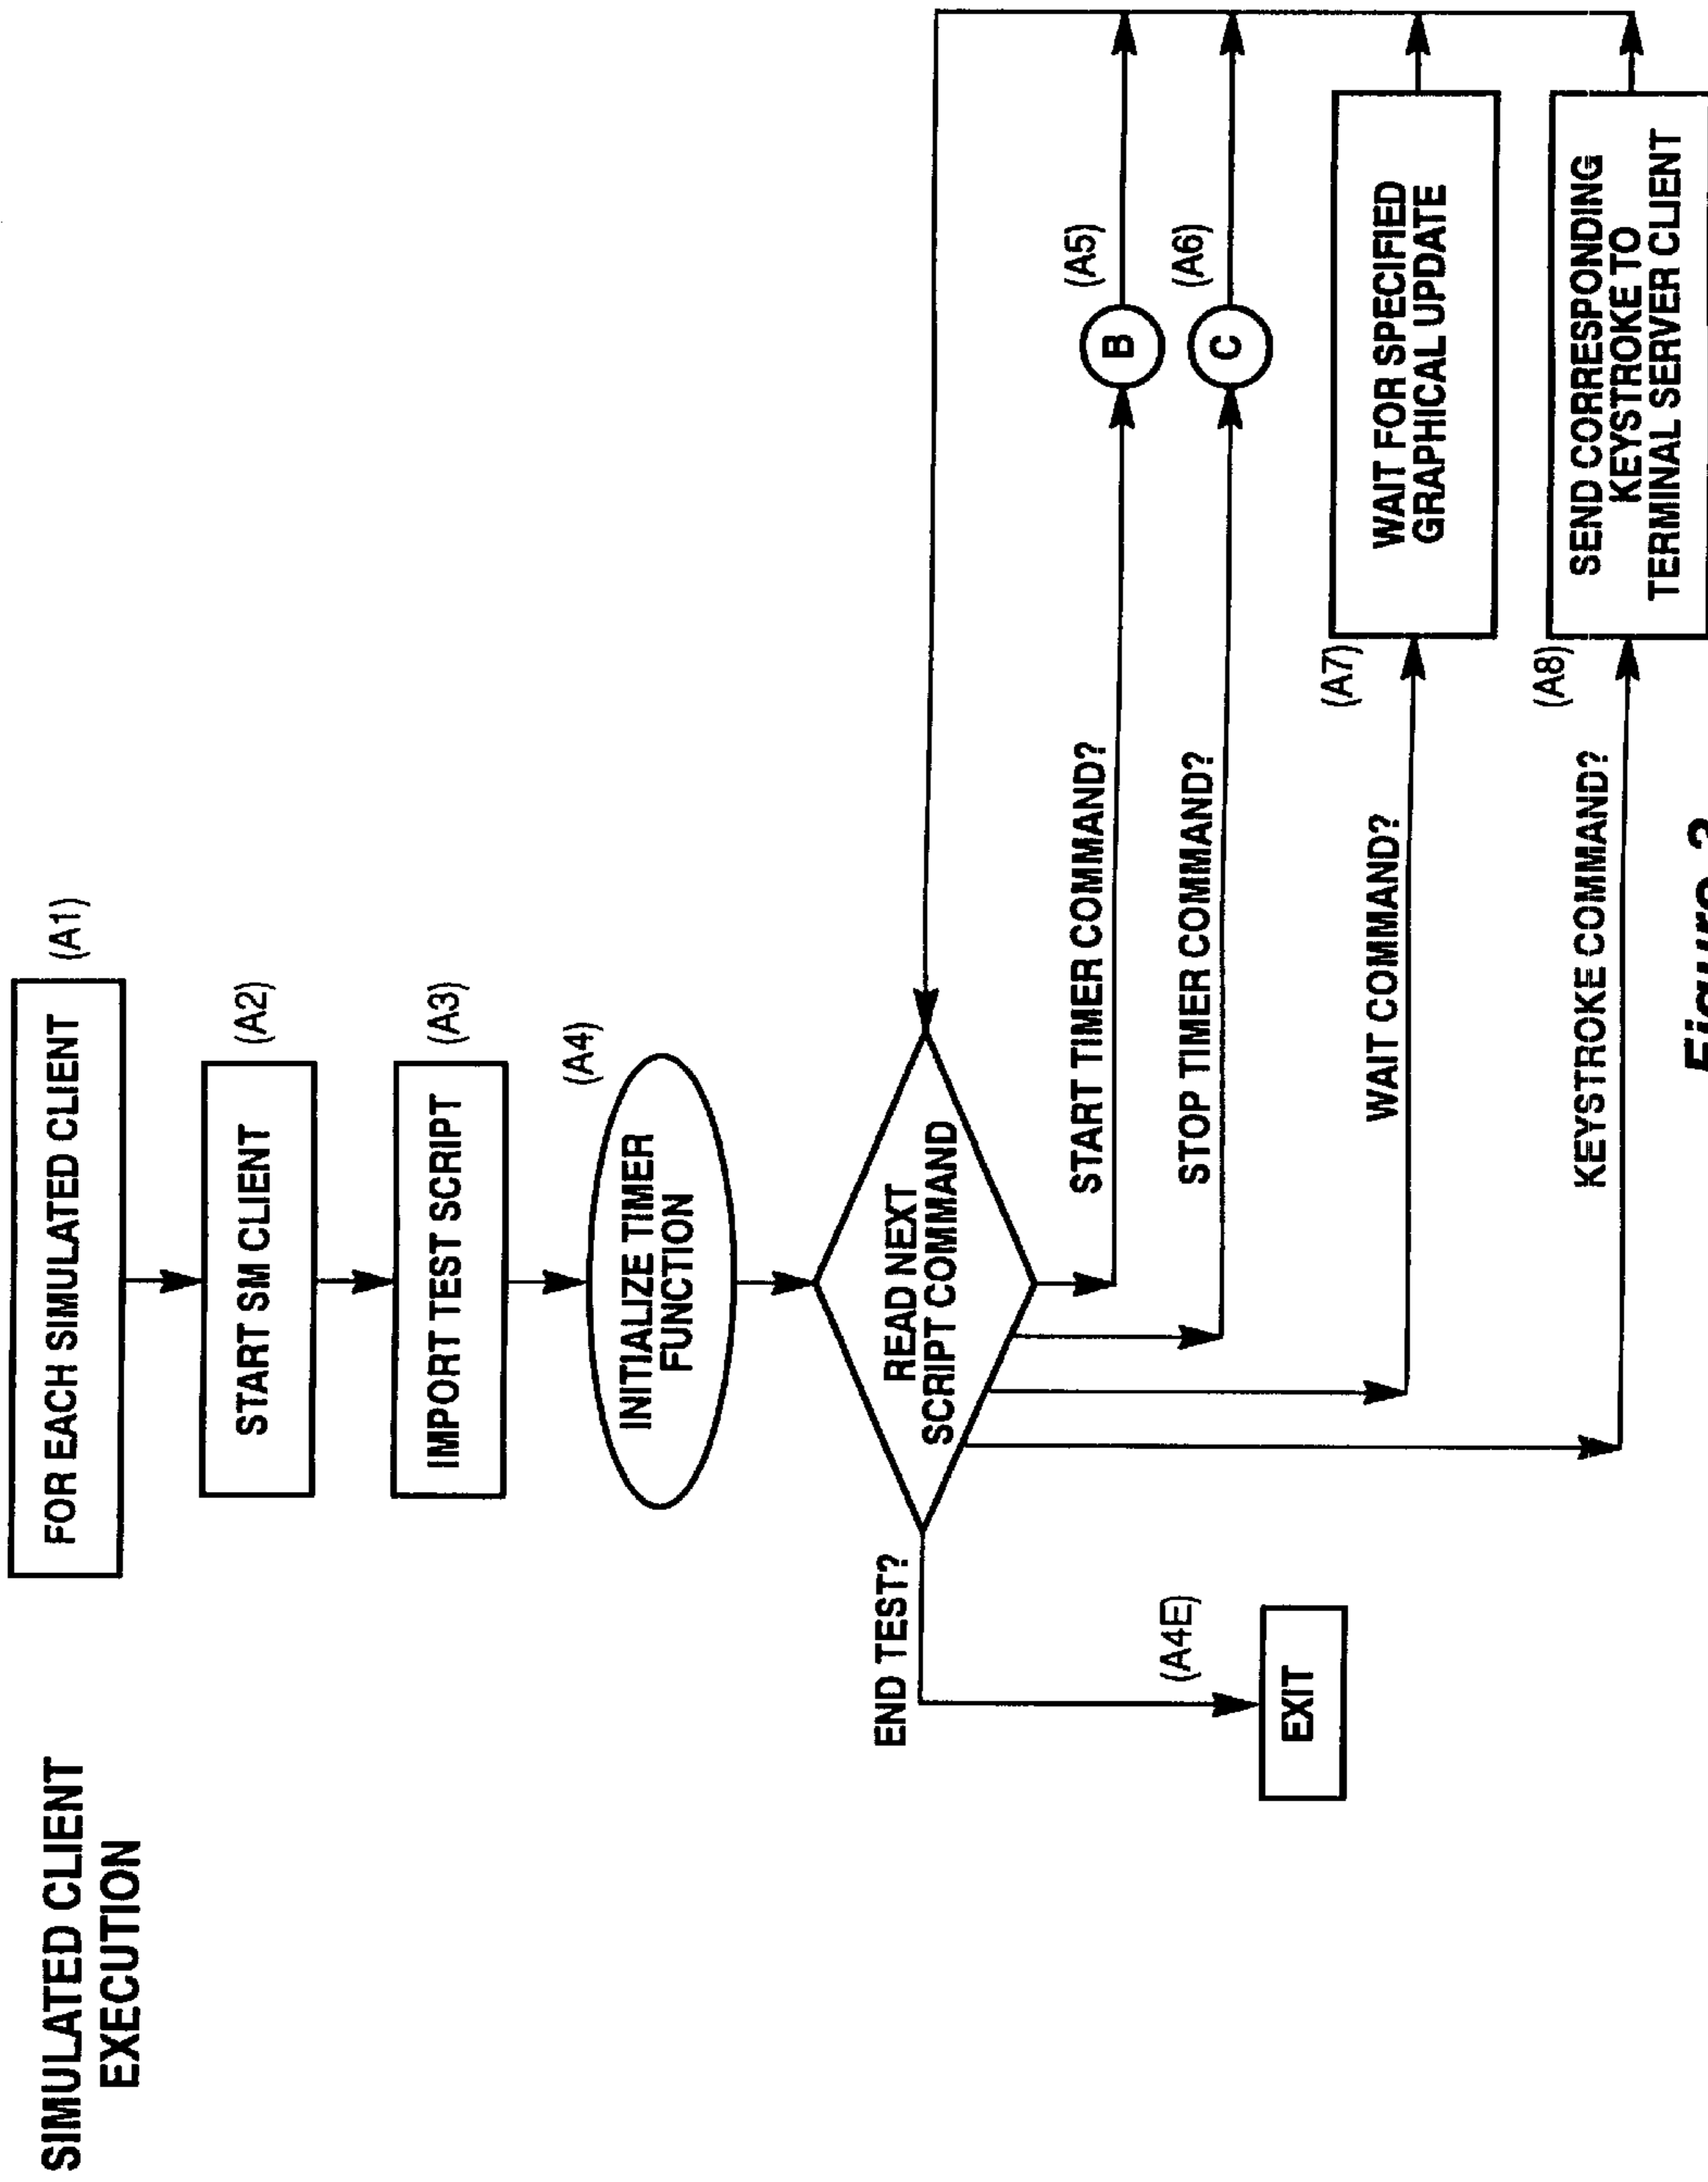 SIMULATED CLIENT
EXECUTION
FOR EACH SIMULATED CLIENT
(A1)
START SM CLIENT
(A2)
IMPORT TEST SCRIPT
(A3)
INITIALIZE TIMER
FUNCTION
(A4)
READ NEXT
SCRIPT COMMAND
END TEST?
(A4E)
EXIT
START TIMER COMMAND?
B
(A5)
STOP TIMER COMMAND?
C
(A6)
WAIT COMMAND?
(A7)
WAIT FOR SPECIFIED
GRAPHICAL UPDATE
KEYSTROKE COMMAND?
(A8)
SEND CORRESPONDING
KEYSTROKE TO
TERMINAL SERVER CLIENT
Figure